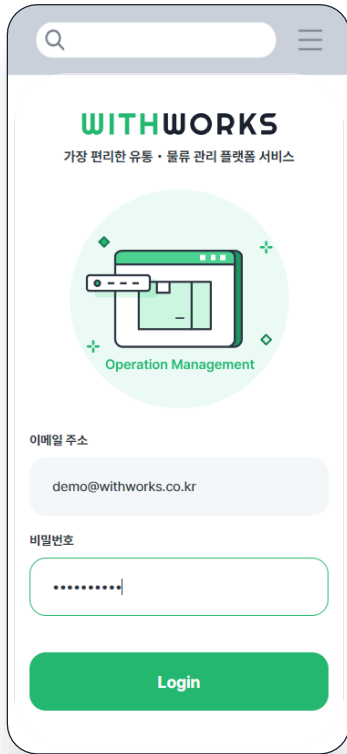 WITHWORKS
가장 편리한 유통・물류 관리 플랫폼 서비스
Operation Management
이메일 주소
demo@withworks.co.kr
비밀번호
••••••••••
Login